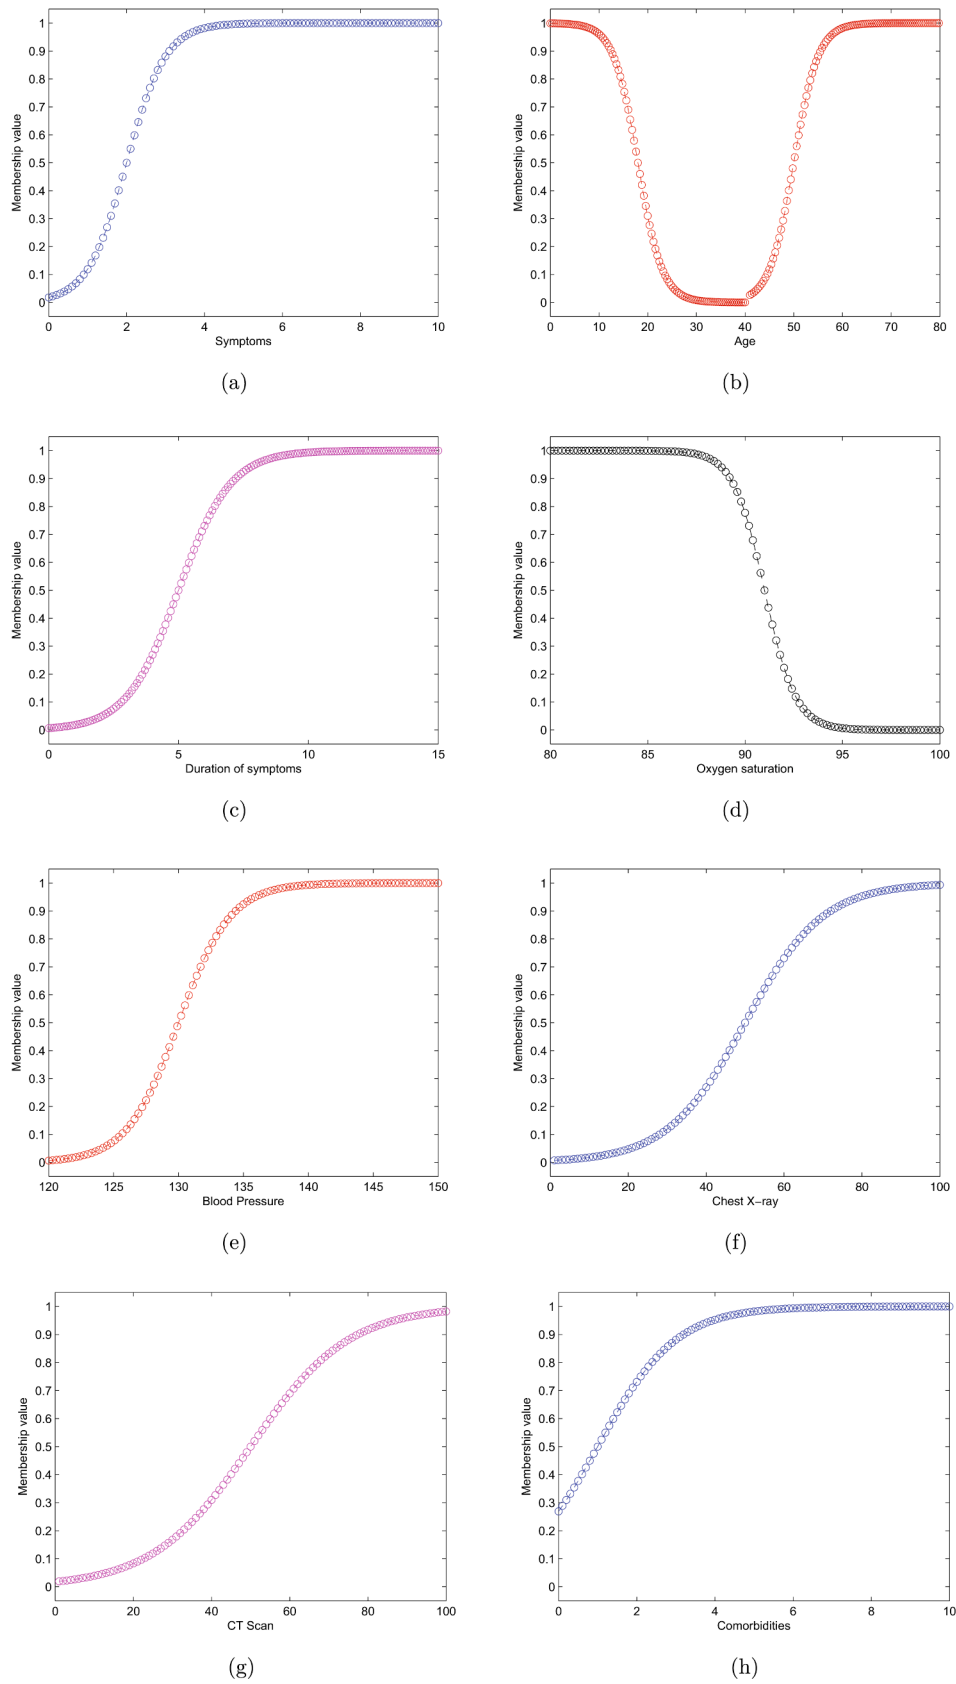 1
0.9
0.8
0.7
0.6
0.5
0.4
0.3
0.2
0.1
0
Membership value
0 2 4 6 8 10
Symptoms
(a)
1
0.9
0.8
0.7
0.6
0.5
0.4
0.3
0.2
0.1
0
Membership value
0 10 20 30 40 50 60 70 80
Age
(b)
1
0.9
0.8
0.7
0.6
0.5
0.4
0.3
0.2
0.1
0
Membership value
0 5 10 15
Duration of symptoms
(c)
1
0.9
0.8
0.7
0.6
0.5
0.4
0.3
0.2
0.1
0
Membership value
80 85 90 95 100
Oxygen saturation
(d)
1
0.9
0.8
0.7
0.6
0.5
0.4
0.3
0.2
0.1
0
Membership value
120 125 130 135 140 145 150
Blood Pressure
(e)
1
0.9
0.8
0.7
0.6
0.5
0.4
0.3
0.2
0.1
0
Membership value
0 20 40 60 80 100
Chest X−ray
(f)
1
0.9
0.8
0.7
0.6
0.5
0.4
0.3
0.2
0.1
0
Membership value
0 20 40 60 80 100
CT Scan
(g)
1
0.9
0.8
0.7
0.6
0.5
0.4
0.3
0.2
0.1
0
Membership value
0 2 4 6 8 10
Comorbidities
(h)